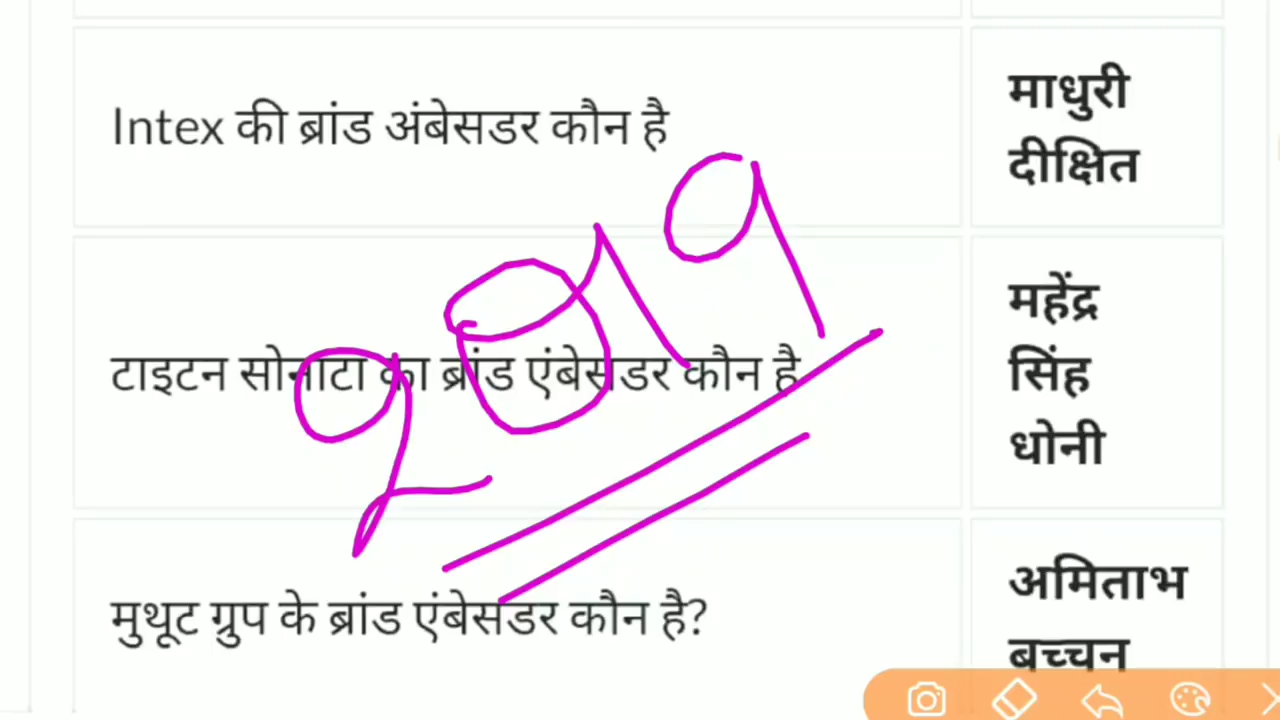 Intex की ब्रांड अंबेसडर कौन है
माधुरी
दीक्षित
टाइटन सोनाटा का ब्रांड एंबेसडर कौन है
महेंद्र
सिंह
धोनी
2019
मुथूट ग्रुप के ब्रांड एंबेसडर कौन है?
अमिताभ
बच्चन